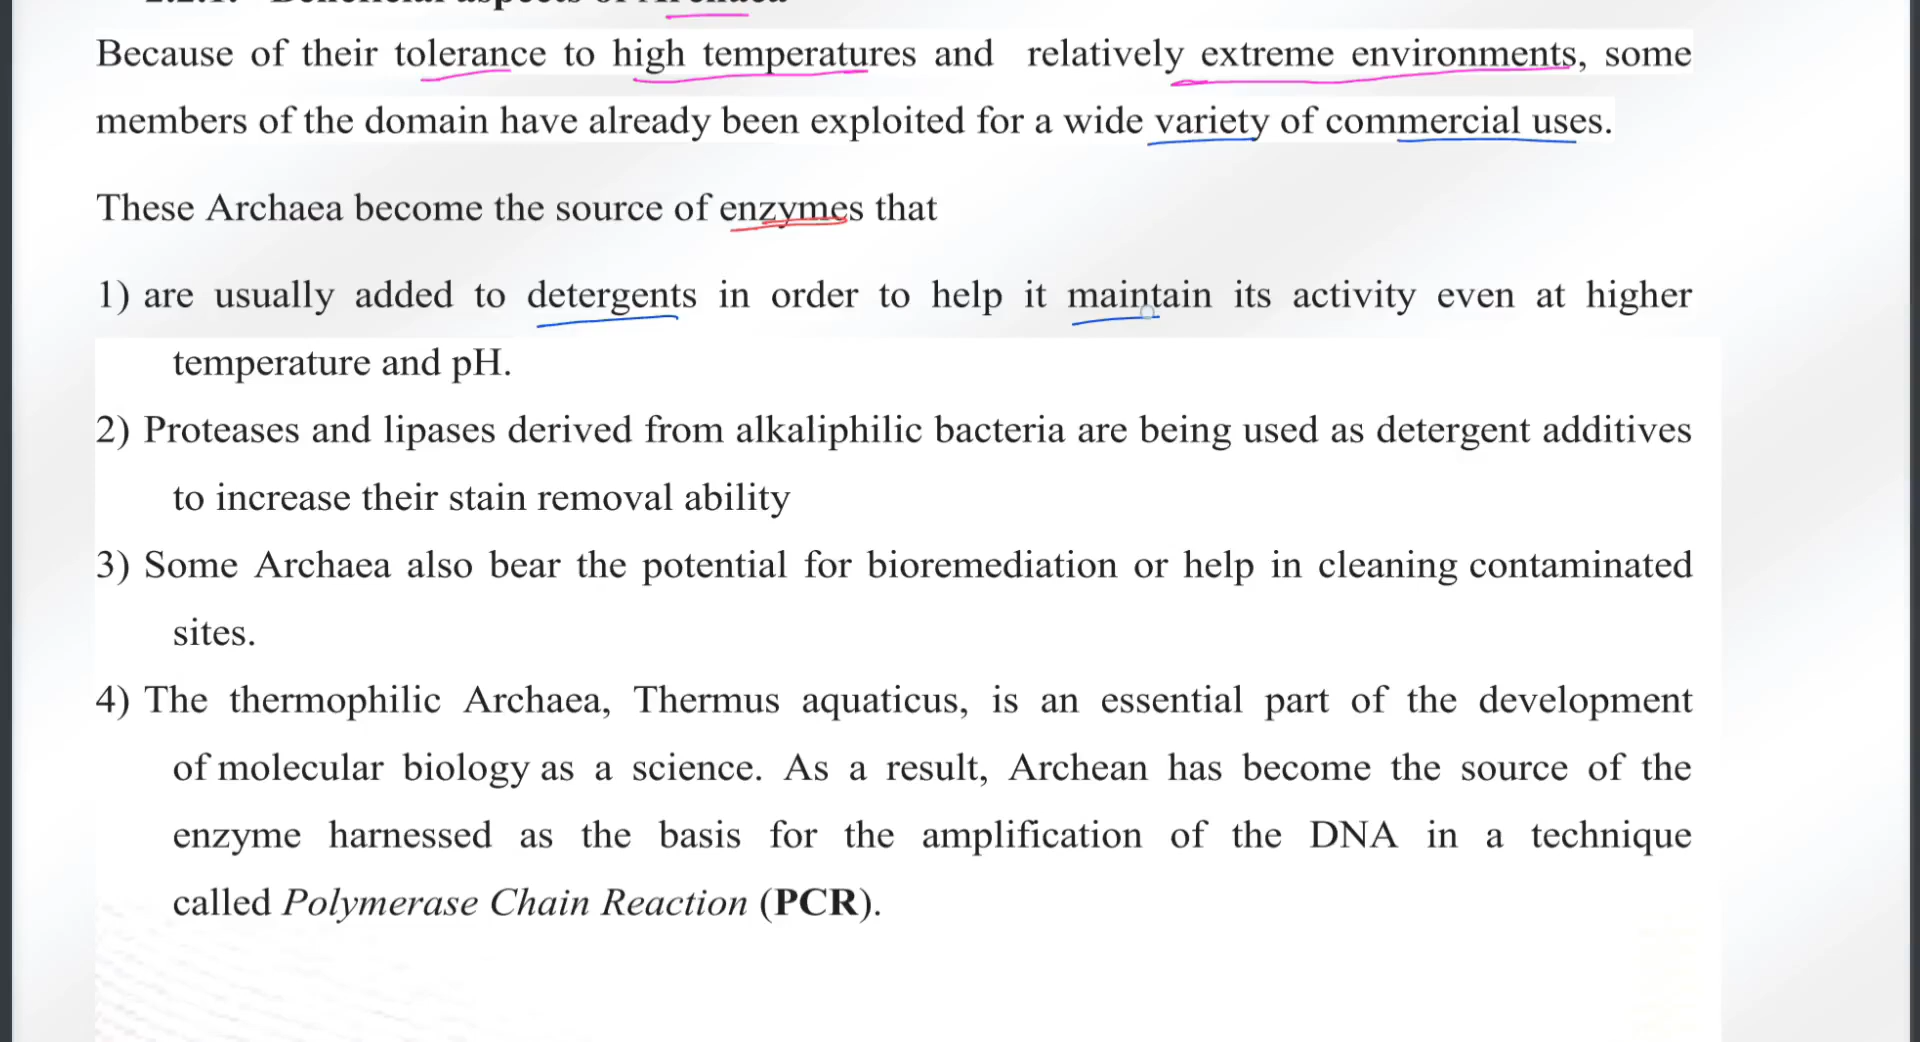 Because of their tolerance to high temperatures and relatively extreme environments, some
members of the domain have already been exploited for a wide variety of commercial uses.
These Archaea become the source of enzymes that
1) are usually added to detergents in order to help it maintain its activity even at higher
temperature and pH.
2) Proteases and lipases derived from alkaliphilic bacteria are being used as detergent additives
to increase their stain removal ability
3) Some Archaea also bear the potential for bioremediation or help in cleaning contaminated
sites.
4) The thermophilic Archaea, Thermus aquaticus, is an essential part of the development
of molecular biology as a science. As a result, Archean has become the source of the
enzyme harnessed as the basis for the amplification of the DNA in a technique
called Polymerase Chain Reaction (PCR).